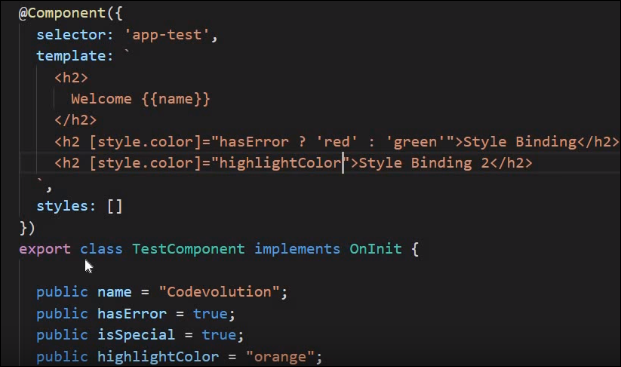 @Component({
  selector: 'app-test',
  template: `
    <h2>
      Welcome {{name}}
    </h2>
    <h2 [style.color]="hasError ? 'red' : 'green'">Style Binding</h2>
    <h2 [style.color]="highlightColor">Style Binding 2</h2>
  `,
  styles: []
})
export class TestComponent implements OnInit {
  public name = "Codevolution";
  public hasError = true;
  public isSpecial = true;
  public highlightColor = "orange";